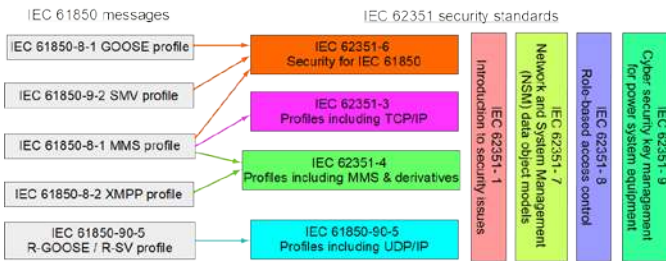 IEC 61850 messages
IEC 62351 security standards
IEC 61850-8-1 GOOSE profile
IEC 61850-9-2 SMV profile
IEC 61850-8-1 MMS profile
IEC 61850-8-2 XMPP profile
IEC 61850-90-5
R-GOOSE / R-SV profile
IEC 62351-6
Security for IEC 61850
IEC 62351-3
Profiles including TCP/IP
IEC 62351-4
Profiles including MMS & derivatives
IEC 61850-90-5
Profiles including UDP/IP
IEC 62351- 1
Introduction to security issues
IEC 62351- 7
Network and System Management
(NSM) data object models
IEC 62351- 8
Role-based access control
IEC 62351- 9
Cyber security key management
for power system equipment